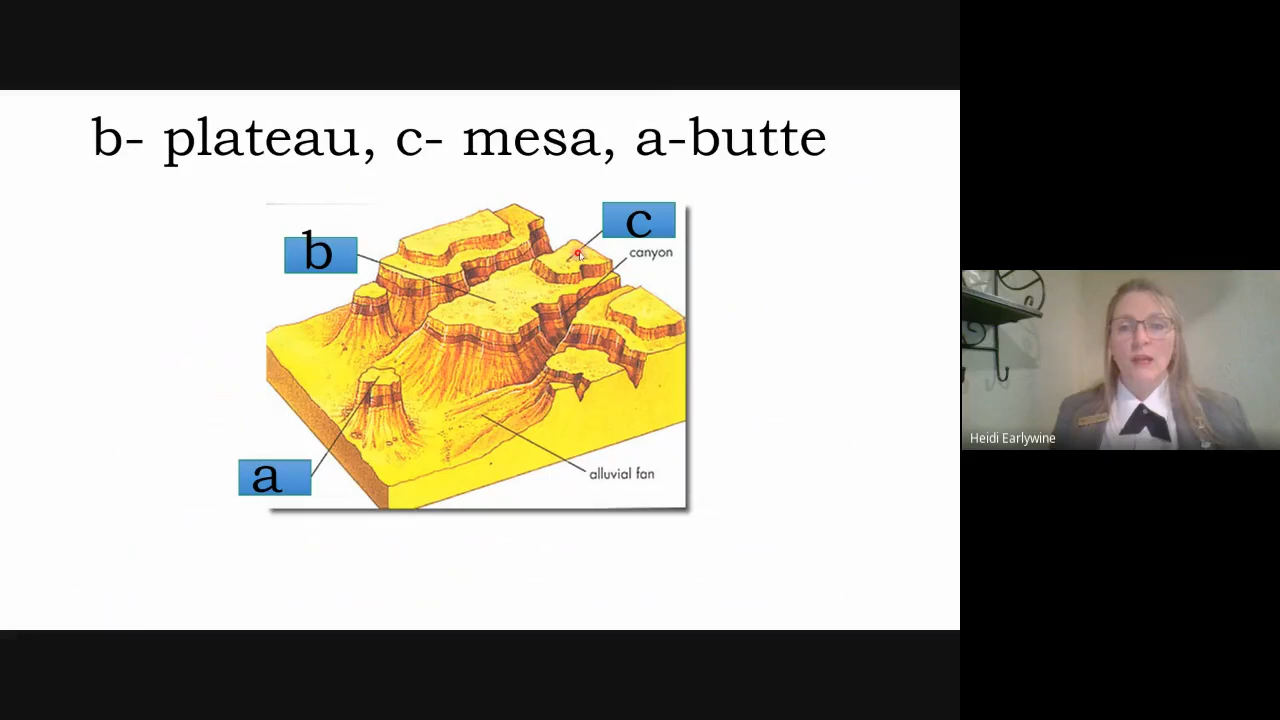 b- plateau, c- mesa, a-butte
c
b
canyon
a
alluvial fan
Heidi Earlywine